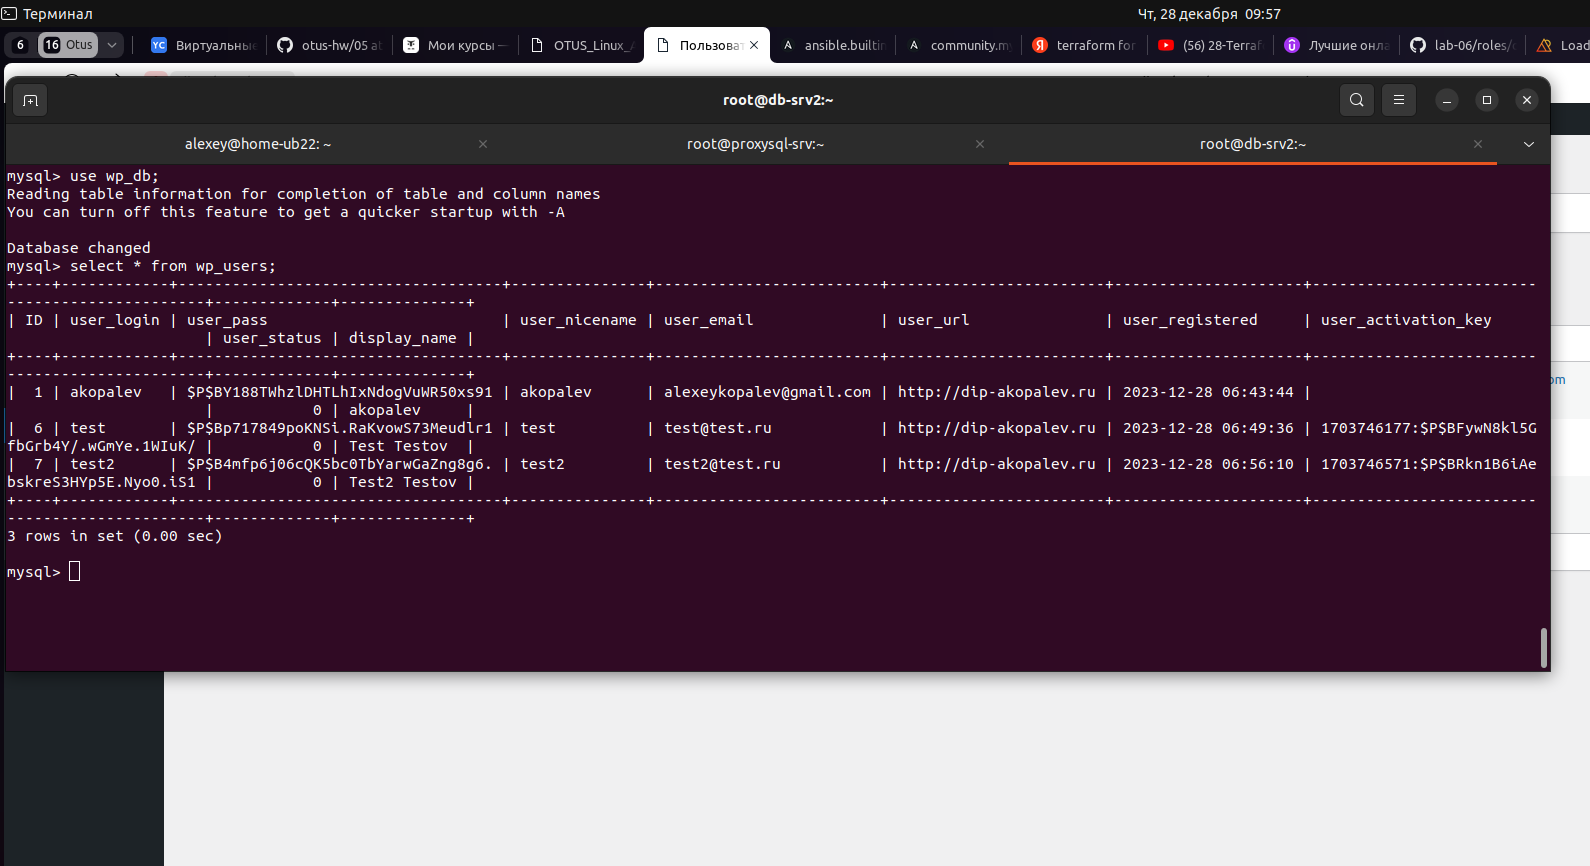 Терминал
Чт, 28 декабря 09:57
6
16 Otus
Виртуальны
otus-hw/05 at
Мои курсы —
OTUS_Linux_
Пользоват
ansible.builtin
community.my
terraform for
(56) 28-Terraf
Лучшие онла
lab-06/roles/
Load
root@db-srv2:~
alexey@home-ub22: ~
root@proxysql-srv:~
root@db-srv2:~
mysql> use wp_db;
Reading table information for completion of table and column names
You can turn off this feature to get a quicker startup with -A
Database changed
mysql> select * from wp_users;
+----+------------+------------------------------------+---------------+-------------------------+------------------------+---------------------+-------------------------
----------------------+-------------+--------------+
| ID | user_login | user_pass                          | user_nicename | user_email              | user_url               | user_registered     | user_activation_key
                      | user_status | display_name |
+----+------------+------------------------------------+---------------+-------------------------+------------------------+---------------------+-------------------------
----------------------+-------------+--------------+
|  1 | akopalev   | $P$BY188TWhzlDHTLhIxNdogVuWR50xs91 | akopalev      | alexeykopalev@gmail.com | http://dip-akopalev.ru | 2023-12-28 06:43:44 |
                      |           0 | akopalev     |
|  6 | test       | $P$Bp717849poKNSi.RaKvowS73Meudlr1 | test          | test@test.ru            | http://dip-akopalev.ru | 2023-12-28 06:49:36 | 1703746177:$P$BFywN8kl5G
fbGrb4Y/.wGmYe.1WIuK/ |           0 | Test Testov  |
|  7 | test2      | $P$B4mfp6j06cQK5bc0TbYarwGaZng8g6. | test2         | test2@test.ru           | http://dip-akopalev.ru | 2023-12-28 06:56:10 | 1703746571:$P$BRkn1B6iAe
bskreS3HYp5E.Nyo0.iS1 |           0 | Test2 Testov |
+----+------------+------------------------------------+---------------+-------------------------+------------------------+---------------------+-------------------------
----------------------+-------------+--------------+
3 rows in set (0.00 sec)
mysql>
om